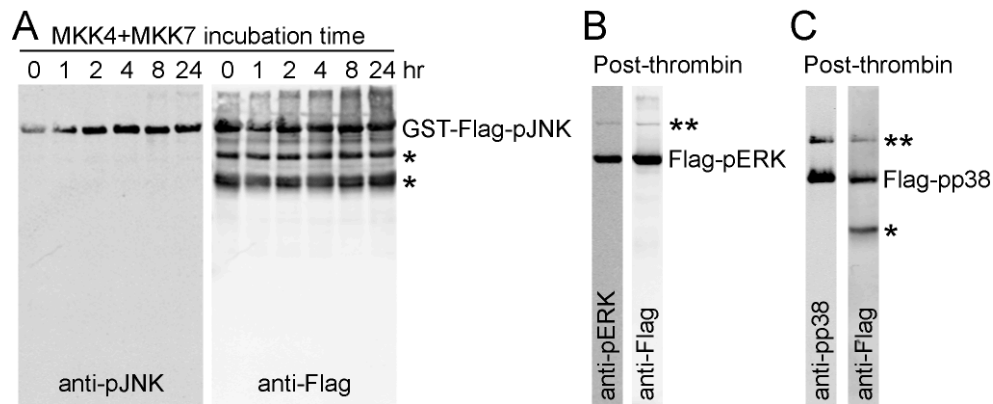 A
MKK4+MKK7 incubation time
0 1 2 4 8 24 0 1 2 4 8 24 hr
GST-Flag-pJNK
*
*
anti-pJNK
anti-Flag
B
Post-thrombin
**
Flag-pERK
anti-pERK
anti-Flag
C
Post-thrombin
**
Flag-pp38
*
anti-pp38
anti-Flag